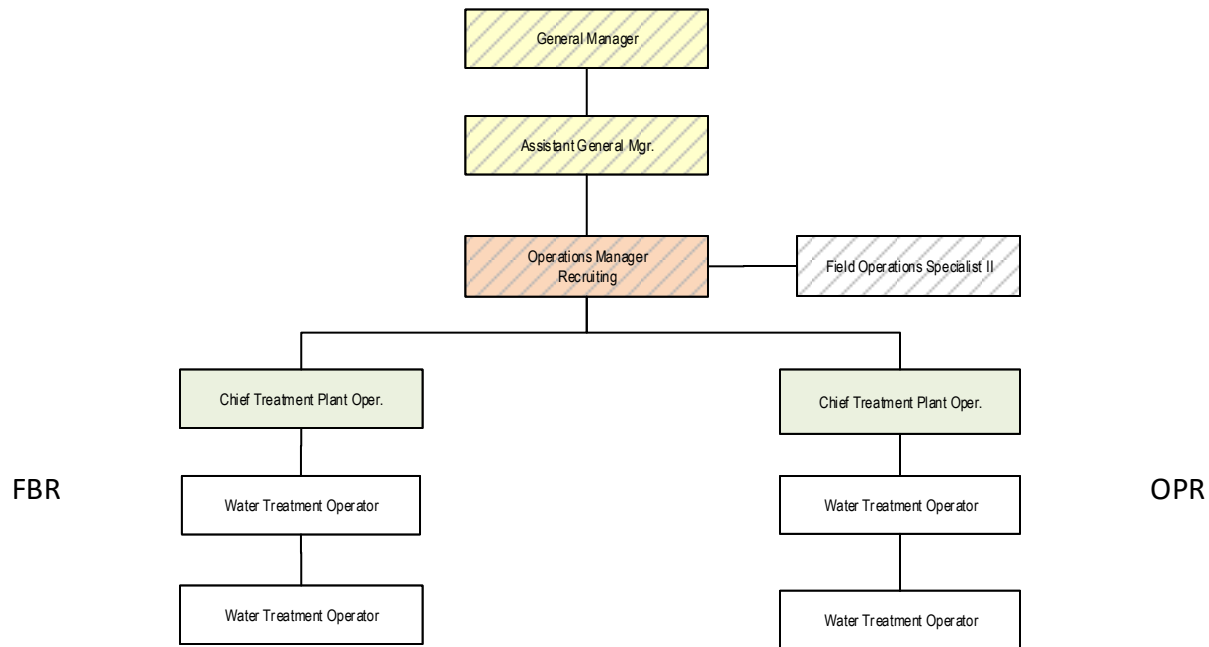 General Manager
Assistant General Mgr.
Operations Manager
Recruiting
Field Operations Specialist II
Chief Treatment Plant Oper.
Chief Treatment Plant Oper.
FBR
Water Treatment Operator
Water Treatment Operator
OPR
Water Treatment Operator
Water Treatment Operator